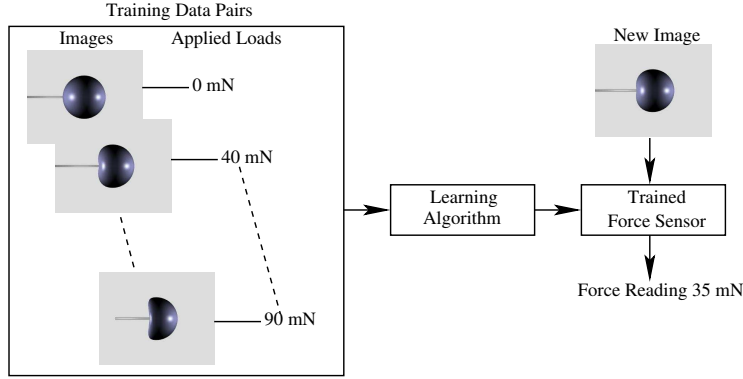 Training Data Pairs
Images Applied Loads
0 mN
40 mN
90 mN
Learning
Algorithm
New Image
Trained
Force Sensor
Force Reading 35 mN